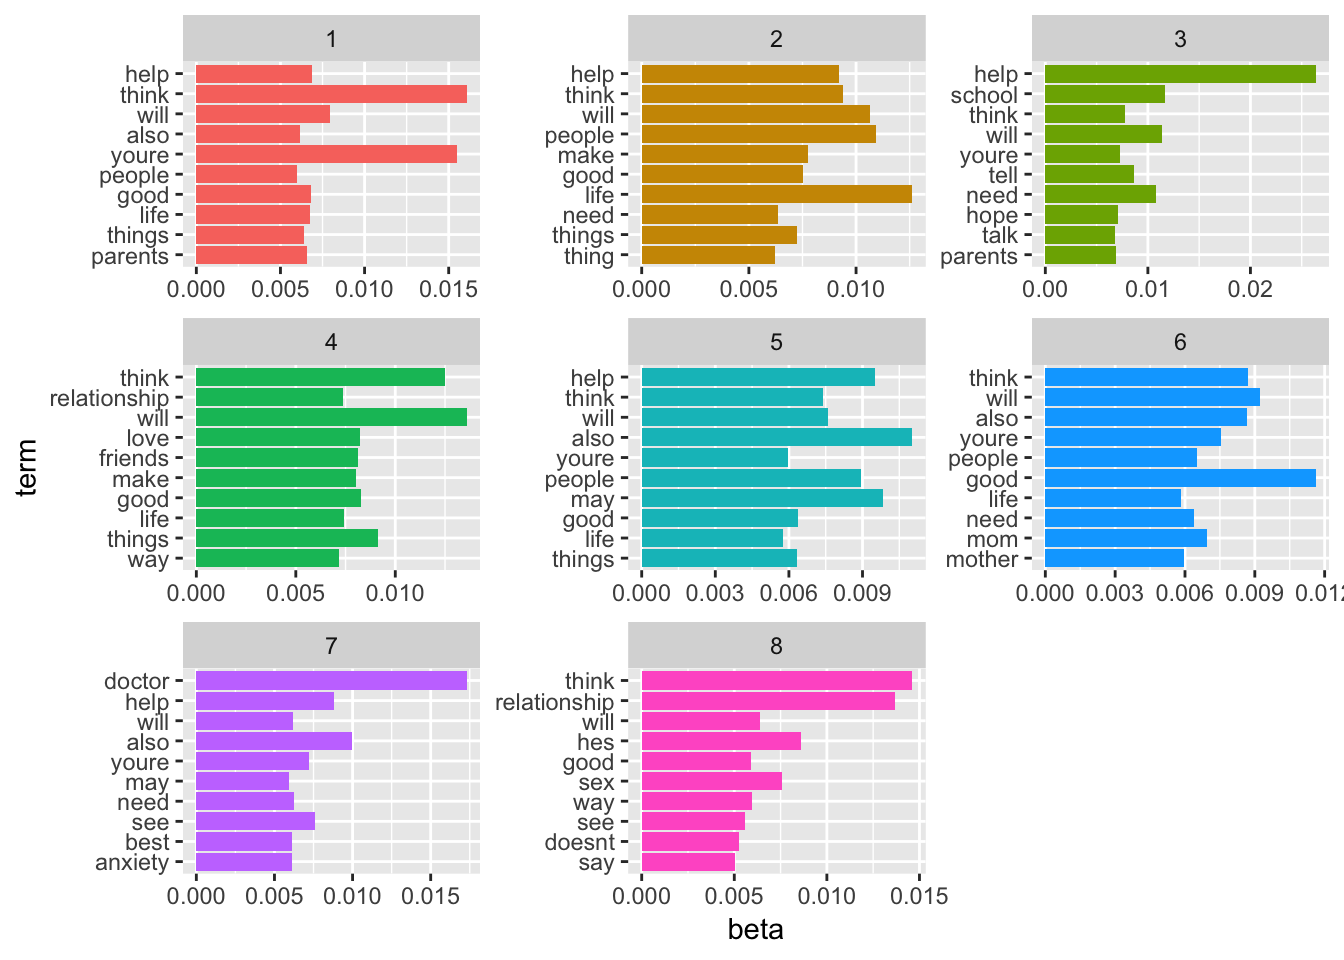 1
help
think
will
also
youre
people
good
life
things
parents
0.000 0.005 0.010 0.015
2
help
think
will
people
make
good
life
need
things
thing
0.000 0.005 0.010
3
help
school
think
will
youre
tell
need
hope
talk
parents
0.00 0.01 0.02
term
4
think
relationship
will
love
friends
make
good
life
things
way
0.000 0.005 0.010
5
help
think
will
also
youre
people
may
good
life
things
0.000 0.003 0.006 0.009
6
think
will
also
youre
people
good
life
need
mom
mother
0.000 0.003 0.006 0.009 0.012
7
doctor
help
will
also
youre
may
need
see
best
anxiety
0.000 0.005 0.010 0.015
8
think
relationship
will
hes
good
sex
way
see
doesnt
say
0.000 0.005 0.010 0.015
beta